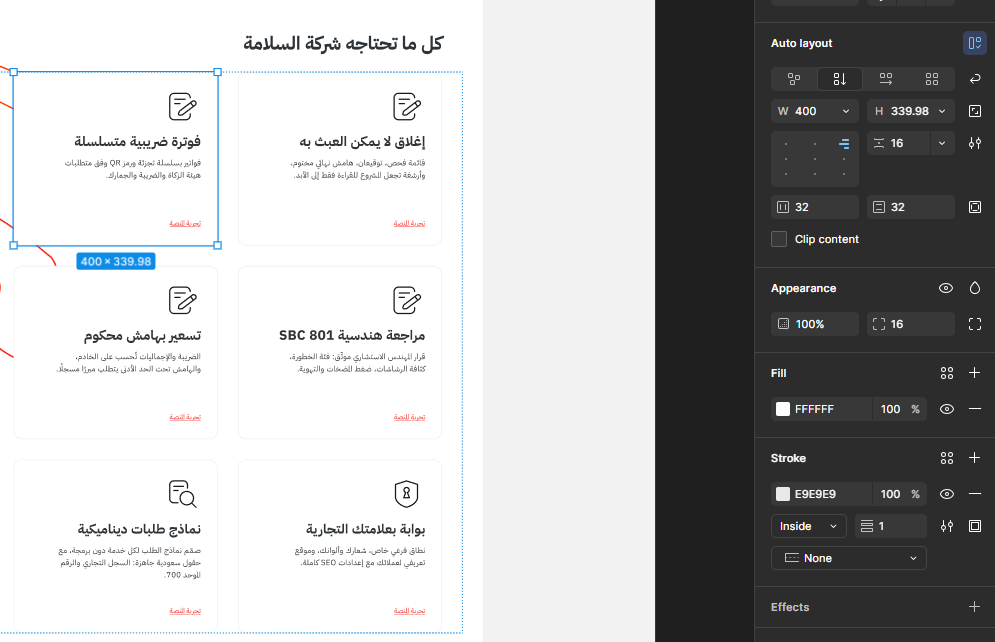 كل ما تحتاجه شركة السلامة
إغلاق لا يمكن العبث به
قائمة فحص، توقيعان، هامش نهائي مختوم،
وأرشفة تجعل المشروع للقراءة فقط إلى الأبد.
تجربة المنصة
فوترة ضريبية متسلسلة
فواتير بسلسلة تجزئة ورمز QR وفق متطلبات
هيئة الزكاة والضريبة والجمارك.
تجربة المنصة
400 × 339.98
مراجعة هندسية SBC 801
قرار المهندس الاستشاري موثّق: فئة الخطورة،
كثافة الرشاشات، ضغط المضخات والتهوية.
تجربة المنصة
تسعير بهامش محكوم
الضريبة والإجماليات تُحسب على الخادم،
والهامش تحت الحد الأدنى يتطلب مبررًا مسجلًا.
تجربة المنصة
بوابة بعلامتك التجارية
نطاق فرعي خاص، شعارك وألوانك، وموقع
تعريفي لعملائك مع إعدادات SEO كاملة.
تجربة المنصة
نماذج طلبات ديناميكية
صمّم نماذج الطلب لكل خدمة دون برمجة، مع
حقول سعودية جاهزة: السجل التجاري والرقم
الموحد 700.
تجربة المنصة
Auto layout
W 400
H 339.98
16
32
32
Clip content
Appearance
100%
16
Fill
FFFFFF 100 %
Stroke
E9E9E9 100 %
Inside
1
None
Effects